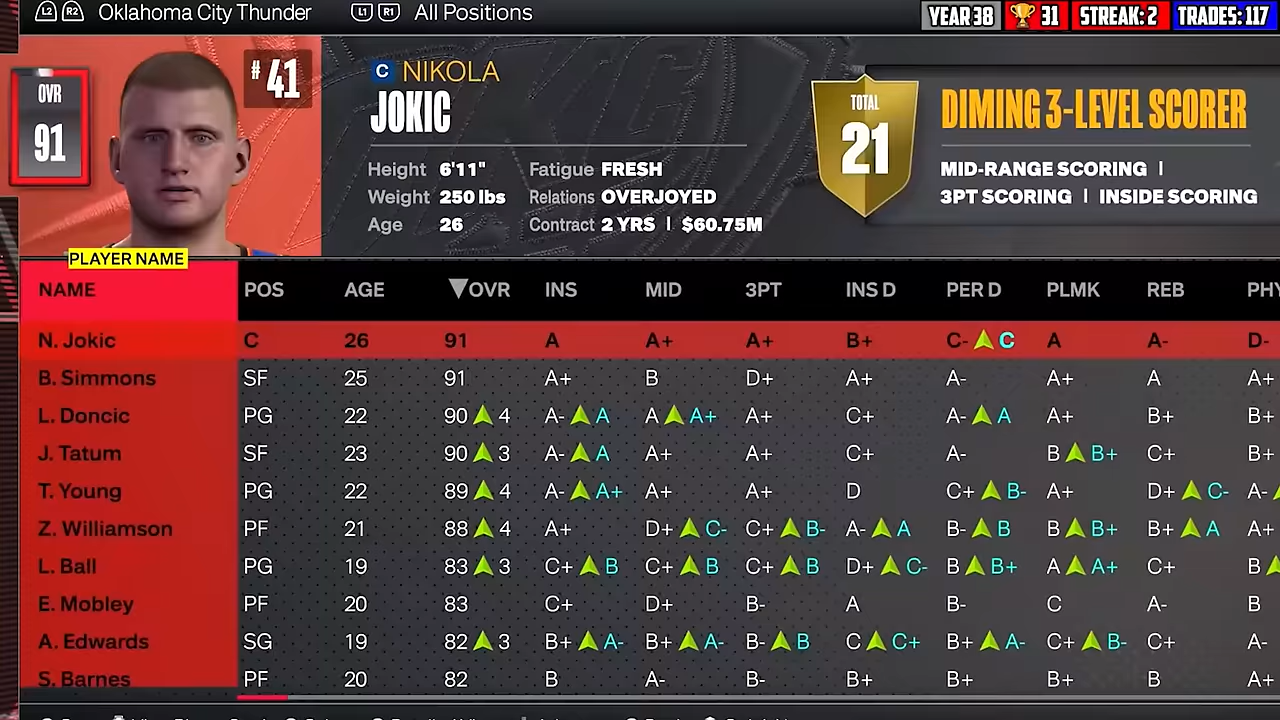 L2 R2 Oklahoma City Thunder L1 R1 All Positions YEAR 38 31 STREAK: 2 TRADES: 117
OVR
91
#41
C NIKOLA
JOKIC
Height 6'11" Fatigue FRESH
Weight 250 lbs Relations OVERJOYED
Age 26 Contract 2 YRS | $60.75M
TOTAL
21
DIMING 3-LEVEL SCORER
MID-RANGE SCORING |
3PT SCORING | INSIDE SCORING
PLAYER NAME
NAME POS AGE OVR INS MID 3PT INS D PER D PLMK REB PHY
N. Jokic C 26 91 A A+ A+ B+ C- C A A- D-
B. Simmons SF 25 91 A+ B D+ A+ A- A+ A A+
L. Doncic PG 22 90 4 A- A A A+ A+ C+ A- A A+ B+ B+
J. Tatum SF 23 90 3 A- A A+ A+ C+ A- B B+ C+ B+
T. Young PG 22 89 4 A- A+ A+ A+ D C+ B- A+ D+ C- A-
Z. Williamson PF 21 88 4 A+ D+ C- C+ B- A- A B- B B B+ B+ A A+
L. Ball PG 19 83 3 C+ B C+ B C+ B D+ C- B B+ A A+ C+ B
E. Mobley PF 20 83 C+ D+ B- A B- C A- B
A. Edwards SG 19 82 3 B+ A- B+ A- B- B C C+ B+ A- C+ B- C+ A-
S. Barnes PF 20 82 B A- B- B+ B+ B+ B A+